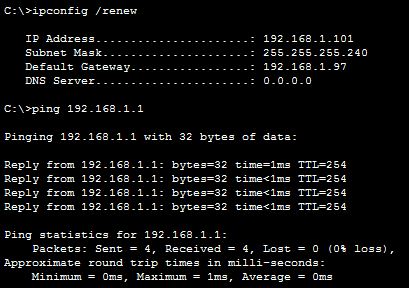 C:\>ipconfig /renew
IP Address......................: 192.168.1.101
Subnet Mask.....................: 255.255.255.240
Default Gateway.................: 192.168.1.97
DNS Server......................: 0.0.0.0
C:\>ping 192.168.1.1
Pinging 192.168.1.1 with 32 bytes of data:
Reply from 192.168.1.1: bytes=32 time=1ms TTL=254
Reply from 192.168.1.1: bytes=32 time<1ms TTL=254
Reply from 192.168.1.1: bytes=32 time<1ms TTL=254
Reply from 192.168.1.1: bytes=32 time<1ms TTL=254
Ping statistics for 192.168.1.1:
Packets: Sent = 4, Received = 4, Lost = 0 (0% loss),
Approximate round trip times in milli-seconds:
Minimum = 0ms, Maximum = 1ms, Average = 0ms